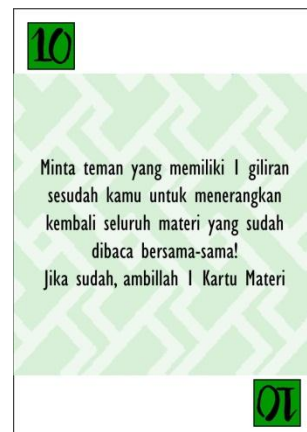 10
Minta teman yang memiliki 1 giliran
sesudah kamu untuk menerangkan
kembali seluruh materi yang sudah
dibaca bersama-sama!
Jika sudah, ambillah 1 Kartu Materi
10